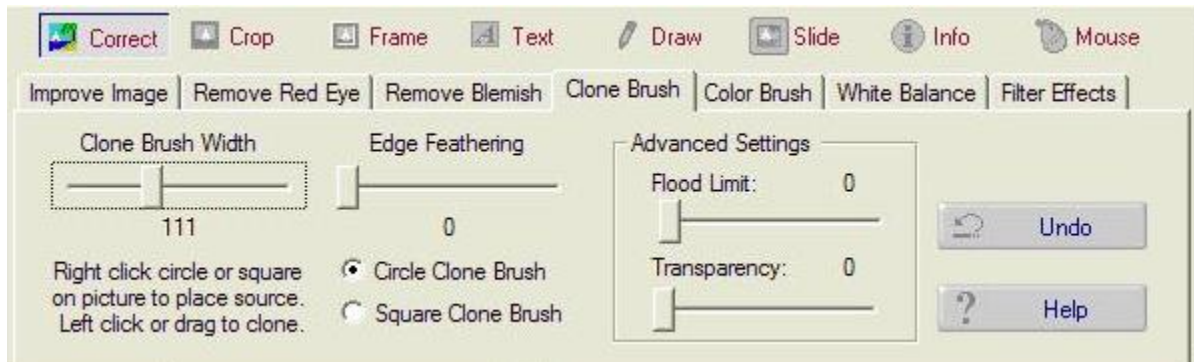 Correct Crop Frame Text Draw Slide Info Mouse
Improve Image Remove Red Eye Remove Blemish Clone Brush Color Brush White Balance Filter Effects
Clone Brush Width
111
Right click circle or square
on picture to place source.
Left click or drag to clone.
Edge Feathering
0
Circle Clone Brush
Square Clone Brush
Advanced Settings
Flood Limit: 0
Transparency: 0
Undo
Help